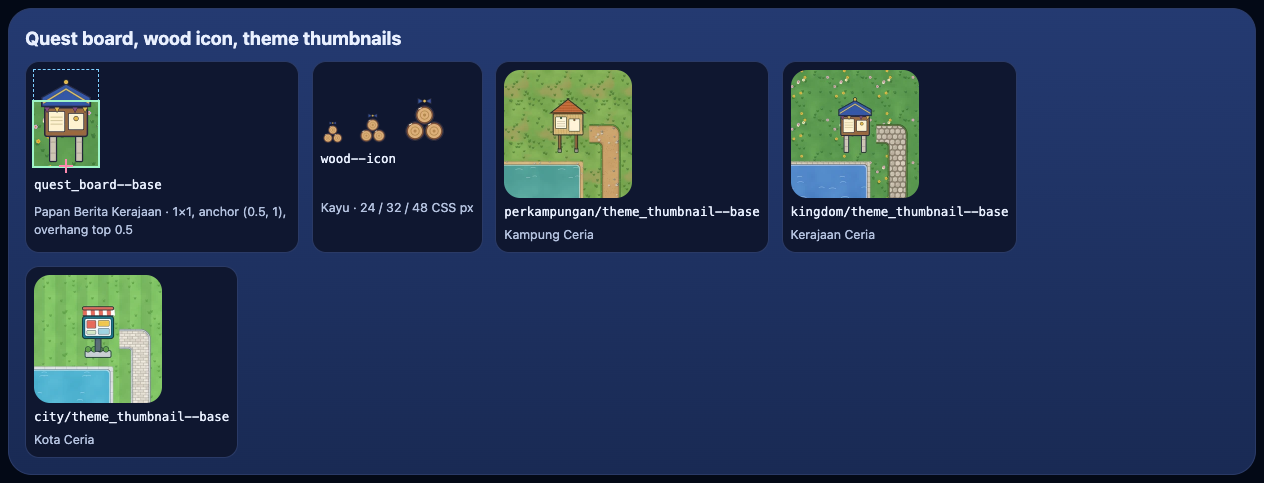 Quest board, wood icon, theme thumbnails
quest_board--base
Papan Berita Kerajaan · 1×1, anchor (0.5, 1),
overhang top 0.5
wood--icon
Kayu · 24 / 32 / 48 CSS px
perkampungan/theme_thumbnail--base
Kampung Ceria
kingdom/theme_thumbnail--base
Kerajaan Ceria
city/theme_thumbnail--base
Kota Ceria